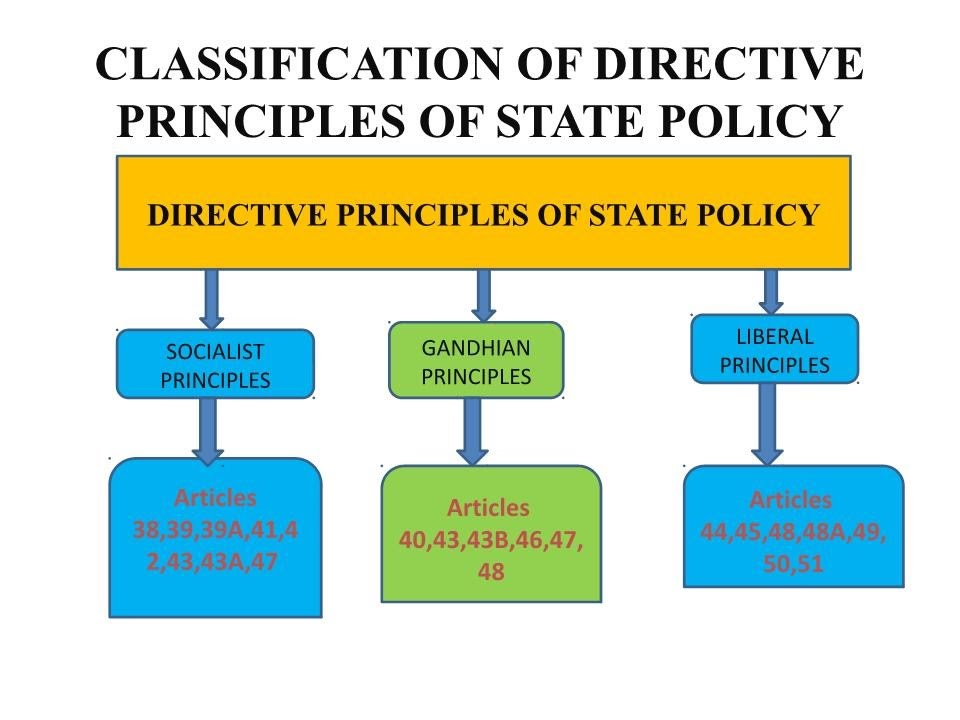 CLASSIFICATION OF DIRECTIVE
PRINCIPLES OF STATE POLICY
DIRECTIVE PRINCIPLES OF STATE POLICY
SOCIALIST
PRINCIPLES
GANDHIAN
PRINCIPLES
LIBERAL
PRINCIPLES
Articles
38,39,39A,41,4
2,43,43A,47
Articles
40,43,43B,46,47,
48
Articles
44,45,48,48A,49,
50,51